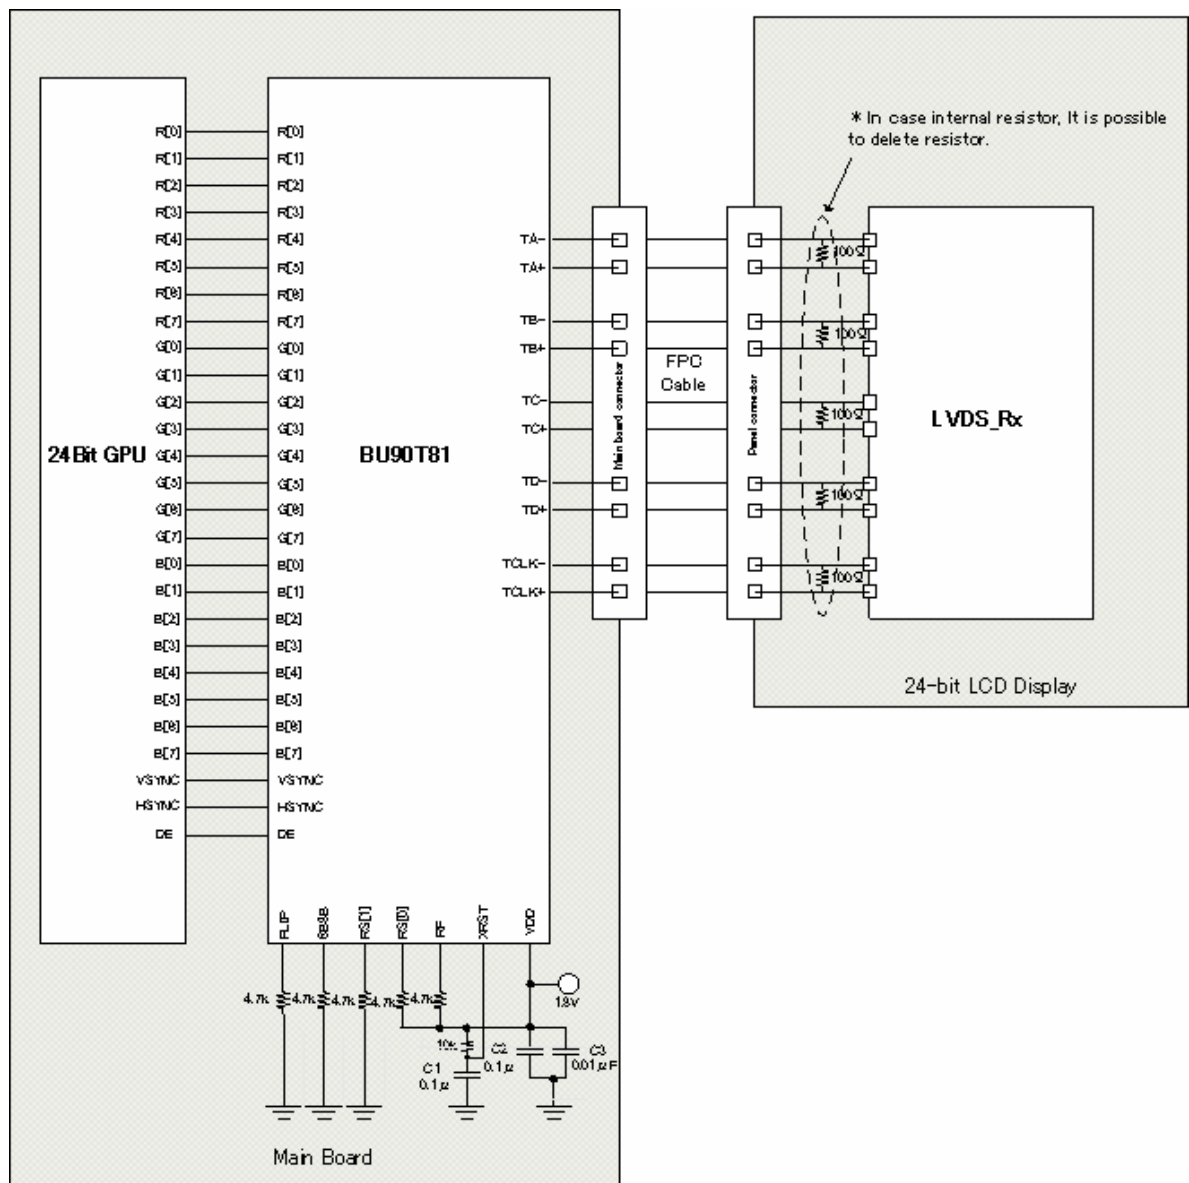 * In case internal resistor, It is possible
to delete resistor.
R[0] R[0]
R[1] R[1]
R[2] R[2]
R[3] R[3]
R[4] R[4] TA- 100Ω
R[5] R[5] TA+
R[6] R[6]
R[7] R[7] TB- 100Ω
G[0] G[0] TB+
G[1] G[1]
FPC
Cable
G[2] G[2] TC- 100Ω
G[3] G[3] TC+
Main board connector
Panel connector
24Bit GPU
BU90T81
LVDS_Rx
G[4] G[4]
G[5] G[5] TD- 100Ω
G[6] G[6] TD+
G[7] G[7]
B[0] B[0] TCLK- 100Ω
B[1] B[1] TCLK+
B[2] B[2]
B[3] B[3]
B[4] B[4]
B[5] B[5]
B[6] B[6]
B[7] B[7]
VSYNC VSYNC
HSYNC HSYNC
DE DE
24-bit LCD Display
FLIP
6B8B
RS[1]
RS[0]
RF
XRST
VDD
4.7k 4.7k 4.7k 4.7k 4.7k
1.8V
10k
C1
0.1μ
C2
0.1μ
C3
0.01μF
Main Board